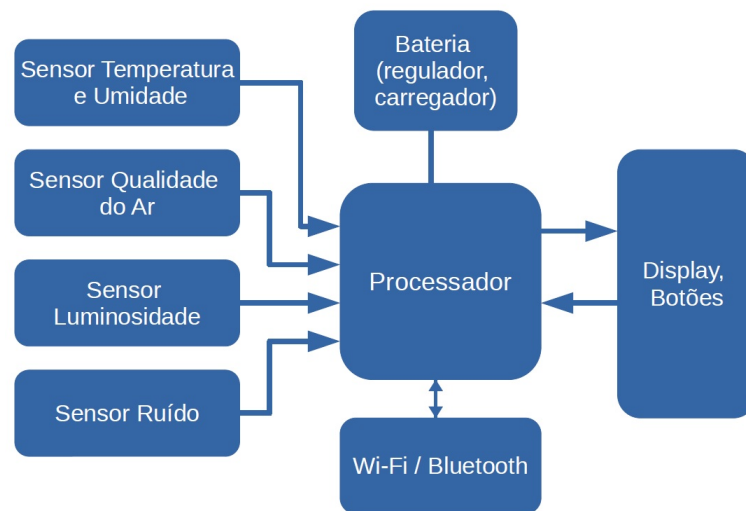 Sensor Temperatura
e Umidade
Bateria
(regulador,
carregador)
Sensor Qualidade
do Ar
Sensor
Luminosidade
Sensor Ruído
Processador
Display,
Botões
Wi-Fi / Bluetooth